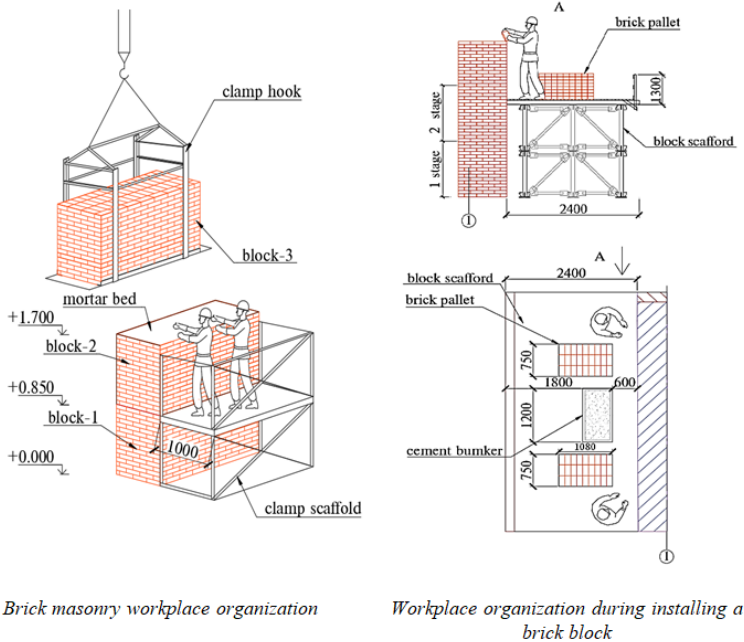 clamp hook
block-3
mortar bed
+1.700
block-2
+0.850
block-1
1000
+0.000
clamp scaffold
A
brick pallet
1300
2 stage
block scafford
1 stage
2400
1
A
2400
block scafford
brick pallet
750
1800
600
1200
cement bumker
1080
750
1
Brick masonry workplace organization
Workplace organization during installing a
brick block